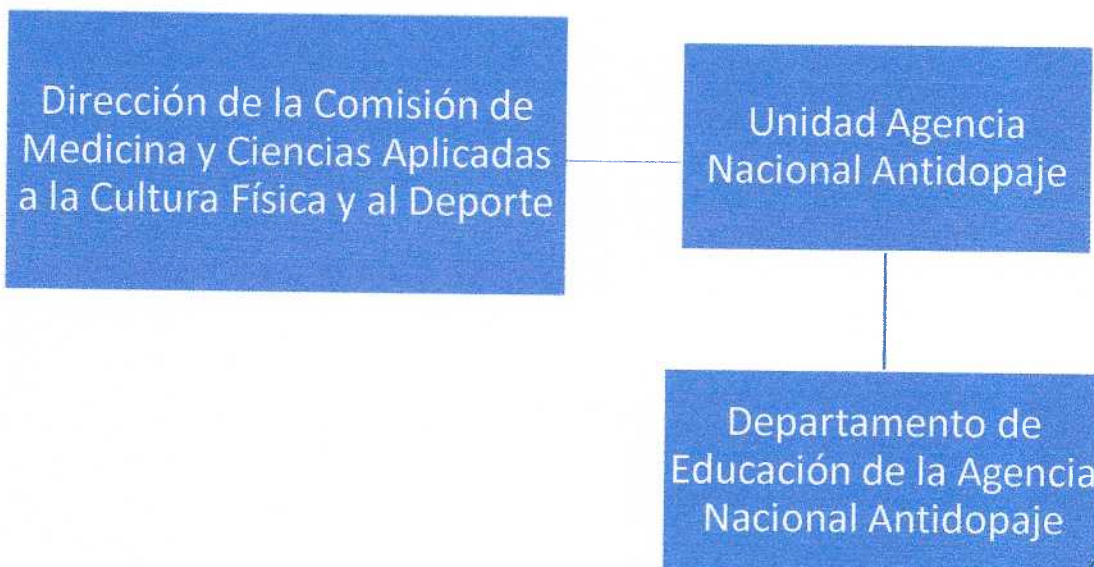 Dirección de la Comisión de
Medicina y Ciencias Aplicadas
a la Cultura Física y al Deporte
Unidad Agencia
Nacional Antidopaje
Departamento de
Educación de la Agencia
Nacional Antidopaje